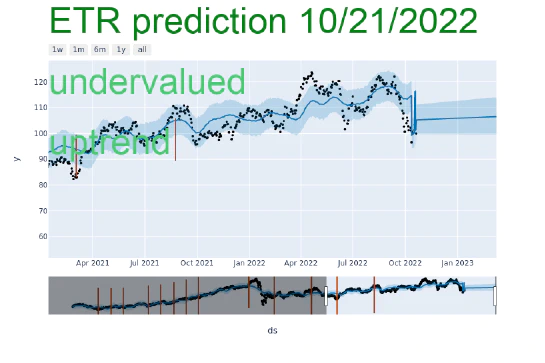 ETR prediction 10/21/2022
1w 1m 6m 1y all
undervalued
uptrend
120
110
100
90
80
70
60
y
Apr 2021 Jul 2021 Oct 2021 Jan 2022 Apr 2022 Jul 2022 Oct 2022 Jan 2023
ds